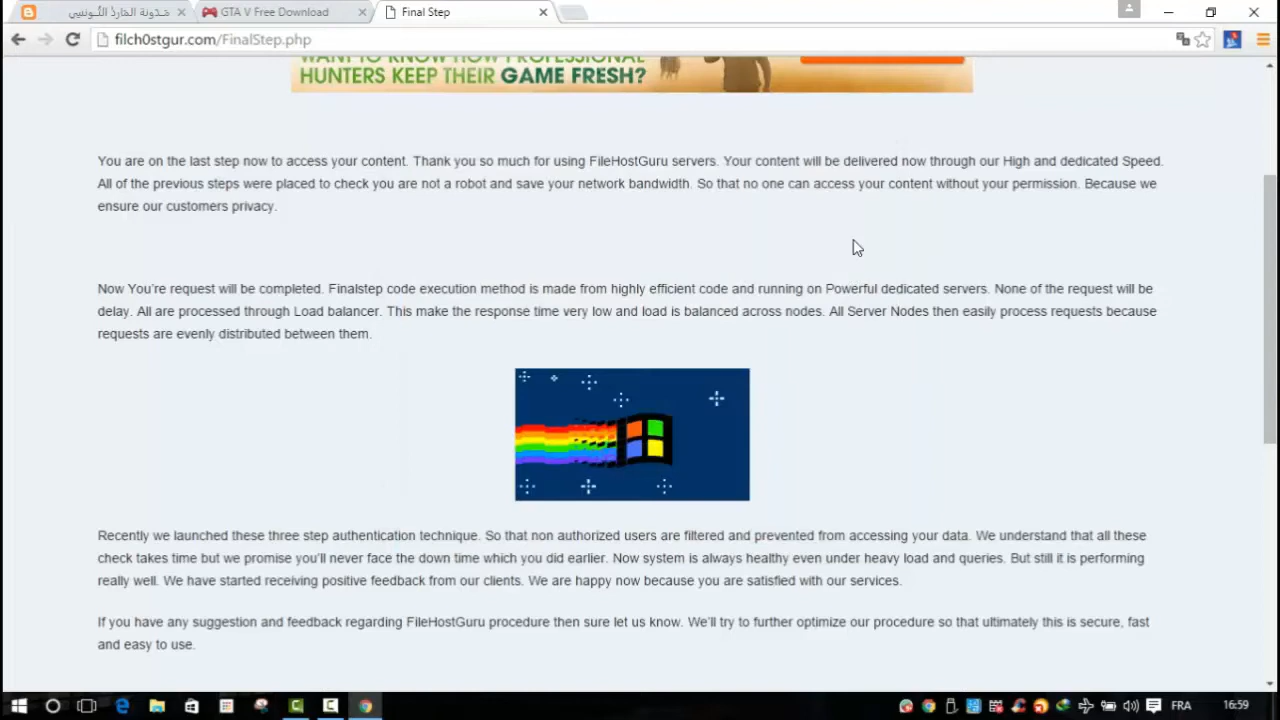 مدونة المارد التونسي
GTA V Free Download
Final Step
filch0stgur.com/FinalStep.php
WANT TO KNOW HOW PROFESSIONAL
HUNTERS KEEP THEIR GAME FRESH?
You are on the last step now to access your content. Thank you so much for using FileHostGuru servers. Your content will be delivered now through our High and dedicated Speed.
All of the previous steps were placed to check you are not a robot and save your network bandwidth. So that no one can access your content without your permission. Because we
ensure our customers privacy.
Now You're request will be completed. Finalstep code execution method is made from highly efficient code and running on Powerful dedicated servers. None of the request will be
delay. All are processed through Load balancer. This make the response time very low and load is balanced across nodes. All Server Nodes then easily process requests because
requests are evenly distributed between them.
Recently we launched these three step authentication technique. So that non authorized users are filtered and prevented from accessing your data. We understand that all these
check takes time but we promise you'll never face the down time which you did earlier. Now system is always healthy even under heavy load and queries. But still it is performing
really well. We have started receiving positive feedback from our clients. We are happy now because you are satisfied with our services.
If you have any suggestion and feedback regarding FileHostGuru procedure then sure let us know. We'll try to further optimize our procedure so that ultimately this is secure, fast
and easy to use.
FRA
16:59